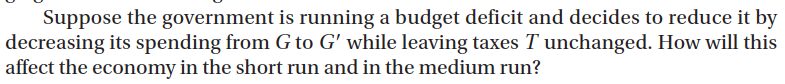 Suppose the government is running a budget deficit and decides to reduce it by
decreasing its spending from G to G′ while leaving taxes T unchanged. How will this
affect the economy in the short run and in the medium run?